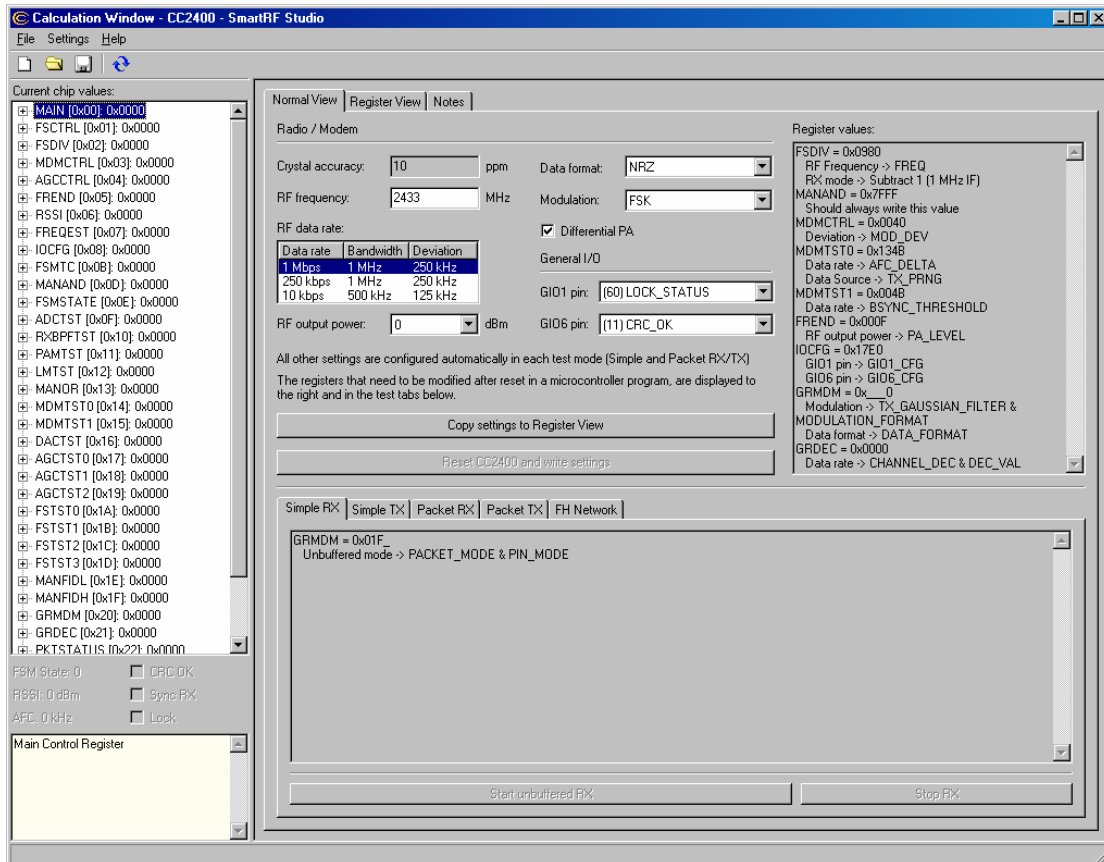 Calculation Window - CC2400 - SmartRF Studio
File Settings Help
Current chip values:
MAIN [0x00]: 0x0000
FSCTRL [0x01]: 0x0000
FSDIV [0x02]: 0x0000
MDMCTRL [0x03]: 0x0000
AGCCTRL [0x04]: 0x0000
FREND [0x05]: 0x0000
RSSI [0x06]: 0x0000
FREQEST [0x07]: 0x0000
IOCFG [0x08]: 0x0000
FSMTC [0x0B]: 0x0000
MANAND [0x0D]: 0x0000
FSMSTATE [0x0E]: 0x0000
ADCTST [0x0F]: 0x0000
RXBPFTST [0x10]: 0x0000
PAMTST [0x11]: 0x0000
LMTST [0x12]: 0x0000
MANOR [0x13]: 0x0000
MDMTST0 [0x14]: 0x0000
MDMTST1 [0x15]: 0x0000
DACTST [0x16]: 0x0000
AGCTST0 [0x17]: 0x0000
AGCTST1 [0x18]: 0x0000
AGCTST2 [0x19]: 0x0000
FSTST0 [0x1A]: 0x0000
FSTST1 [0x1B]: 0x0000
FSTST2 [0x1C]: 0x0000
FSTST3 [0x1D]: 0x0000
MANFIDL [0x1E]: 0x0000
MANFIDH [0x1F]: 0x0000
GRMDM [0x20]: 0x0000
GRDEC [0x21]: 0x0000
PKTSTATUS [0x22]: 0x0000
FSM State: 0 CRC OK
RSSI: 0 dBm Sync RX
AFC: 0 kHz Lock
Main Control Register
Normal View Register View Notes
Radio / Modem
Crystal accuracy: 10 ppm Data format: NRZ
RF frequency: 2433 MHz Modulation: FSK
RF data rate: Differential PA
Data rate Bandwidth Deviation
1 Mbps 1 MHz 250 kHz
250 kbps 1 MHz 250 kHz
10 kbps 500 kHz 125 kHz
General I/O
GIO1 pin: (60) LOCK_STATUS
RF output power: 0 dBm GIO6 pin: (11) CRC_OK
All other settings are configured automatically in each test mode (Simple and Packet RX/TX)
The registers that need to be modified after reset in a microcontroller program, are displayed to
the right and in the test tabs below.
Copy settings to Register View
Reset CC2400 and write settings
Register values:
FSDIV = 0x0980
RF Frequency -> FREQ
RX mode -> Subtract 1 (1 MHz IF)
MANAND = 0x7FFF
Should always write this value
MDMCTRL = 0x0040
Deviation -> MOD_DEV
MDMTST0 = 0x134B
Data rate -> AFC_DELTA
Data Source -> TX_PRNG
MDMTST1 = 0x004B
Data rate -> BSYNC_THRESHOLD
FREND = 0x000F
RF output power -> PA_LEVEL
IOCFG = 0x17E0
GIO1 pin -> GIO1_CFG
GIO6 pin -> GIO6_CFG
GRMDM = 0x___0
Modulation -> TX_GAUSSIAN_FILTER &
MODULATION_FORMAT
Data format -> DATA_FORMAT
GRDEC = 0x0000
Data rate -> CHANNEL_DEC & DEC_VAL
Simple RX Simple TX Packet RX Packet TX FH Network
GRMDM = 0x01F_
Unbuffered mode -> PACKET_MODE & PIN_MODE
Start unbuffered RX Stop RX